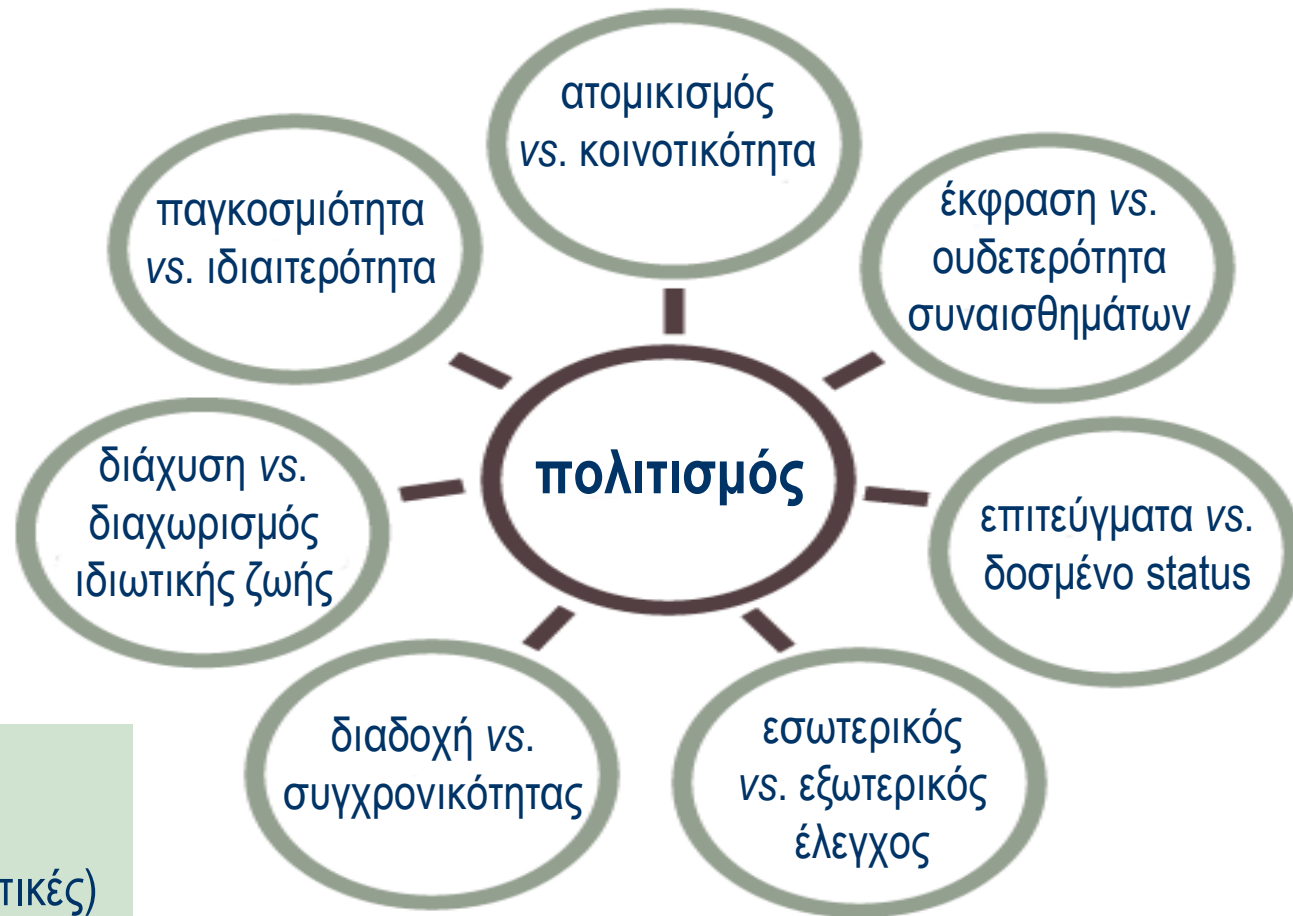 ατομικισμός
vs. κοινοτικότητα
έκφραση vs.
ουδετερότητα
συναισθημάτων
επιτεύγματα vs.
δοσμένο status
εσωτερικός
vs. εξωτερικός
έλεγχος
διαδοχή vs.
συγχρονικότητας
διάχυση vs.
διαχωρισμός
ιδιωτικής ζωής
παγκοσμιότητα
vs. ιδιαιτερότητα
πολιτισμός
τικές)